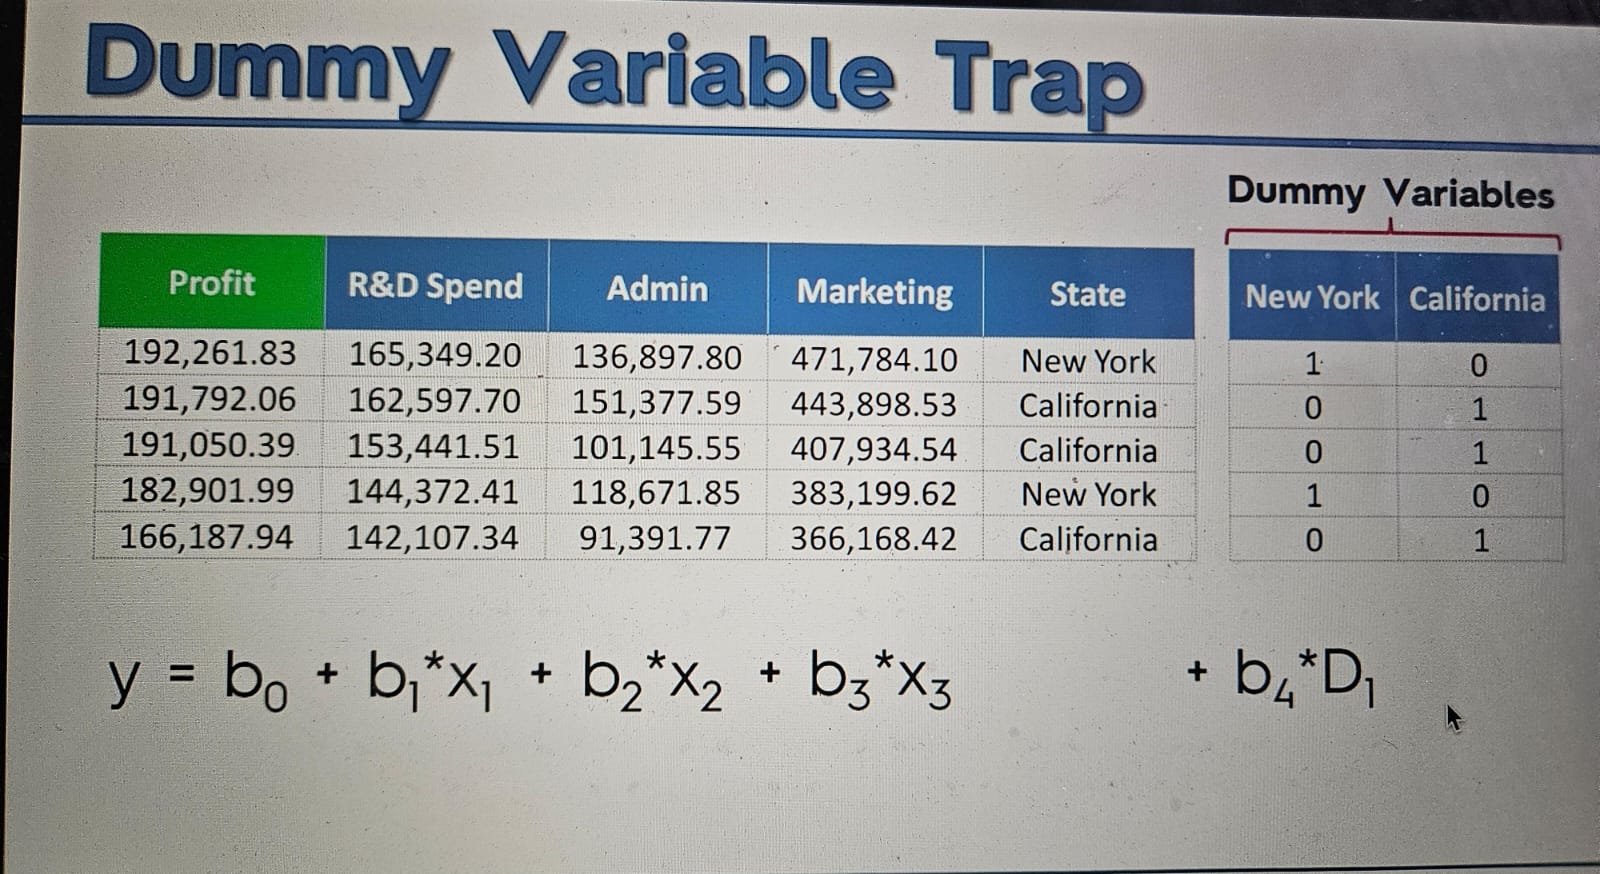 Dummy Variable Trap
Dummy Variables
Profit R&D Spend Admin Marketing State New York California
192,261.83 165,349.20 136,897.80 471,784.10 New York 1 0
191,792.06 162,597.70 151,377.59 443,898.53 California 0 1
191,050.39 153,441.51 101,145.55 407,934.54 California 0 1
182,901.99 144,372.41 118,671.85 383,199.62 New York 1 0
166,187.94 142,107.34 91,391.77 366,168.42 California 0 1
y = b₀ + b₁*x₁ + b₂*x₂ + b₃*x₃ + b₄*D₁